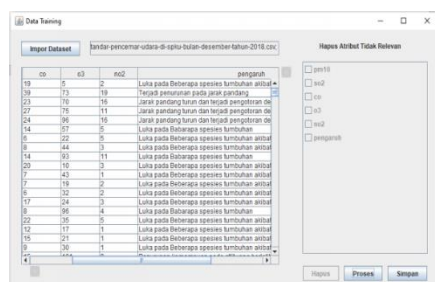 Data Training
Impor Dataset
tandar-pencemar-udara-di-spku-bulan-desember-tahun-2018.csv
Hapus Atribut Tidak Relevan
co o3 no2 pengaruh
19 5 2 Luka pada Beberapa spesies tumbuhan akibat
39 73 19 Terjadi penurunan pada jarak pandang
23 70 16 Jarak pandang turun dan terjadi pengotoran de
27 76 11 Jarak pandang turun dan terjadi pengotoran de
24 96 16 Jarak pandang turun dan terjadi pengotoran de
14 57 5 Luka pada Babarapa spesies tumbuhan
6 22 5 Luka pada Beberapa spesies tumbuhan akibat
8 44 3 Luka pada Beberapa spesies tumbuhan akibat
14 93 11 Luka pada Babarapa spesies tumbuhan
20 10 3 Luka pada Beberapa spesies tumbuhan akibat
7 43 1 Luka pada Beberapa spesies tumbuhan akibat
7 19 2 Luka pada Beberapa spesies tumbuhan akibat
6 32 2 Luka pada Beberapa spesies tumbuhan akibat
17 24 3 Luka pada Beberapa spesies tumbuhan akibat
8 96 4 Luka pada Babarapa spesies tumbuhan
22 35 5 Luka pada Beberapa spesies tumbuhan akibat
12 17 1 Luka pada Beberapa spesies tumbuhan akibat
15 21 1 Luka pada Beberapa spesies tumbuhan akibat
9 30 1 Luka pada Beberapa spesies tumbuhan akibat
pm10
so2
co
o3
no2
pengaruh
Hapus Proses Simpan